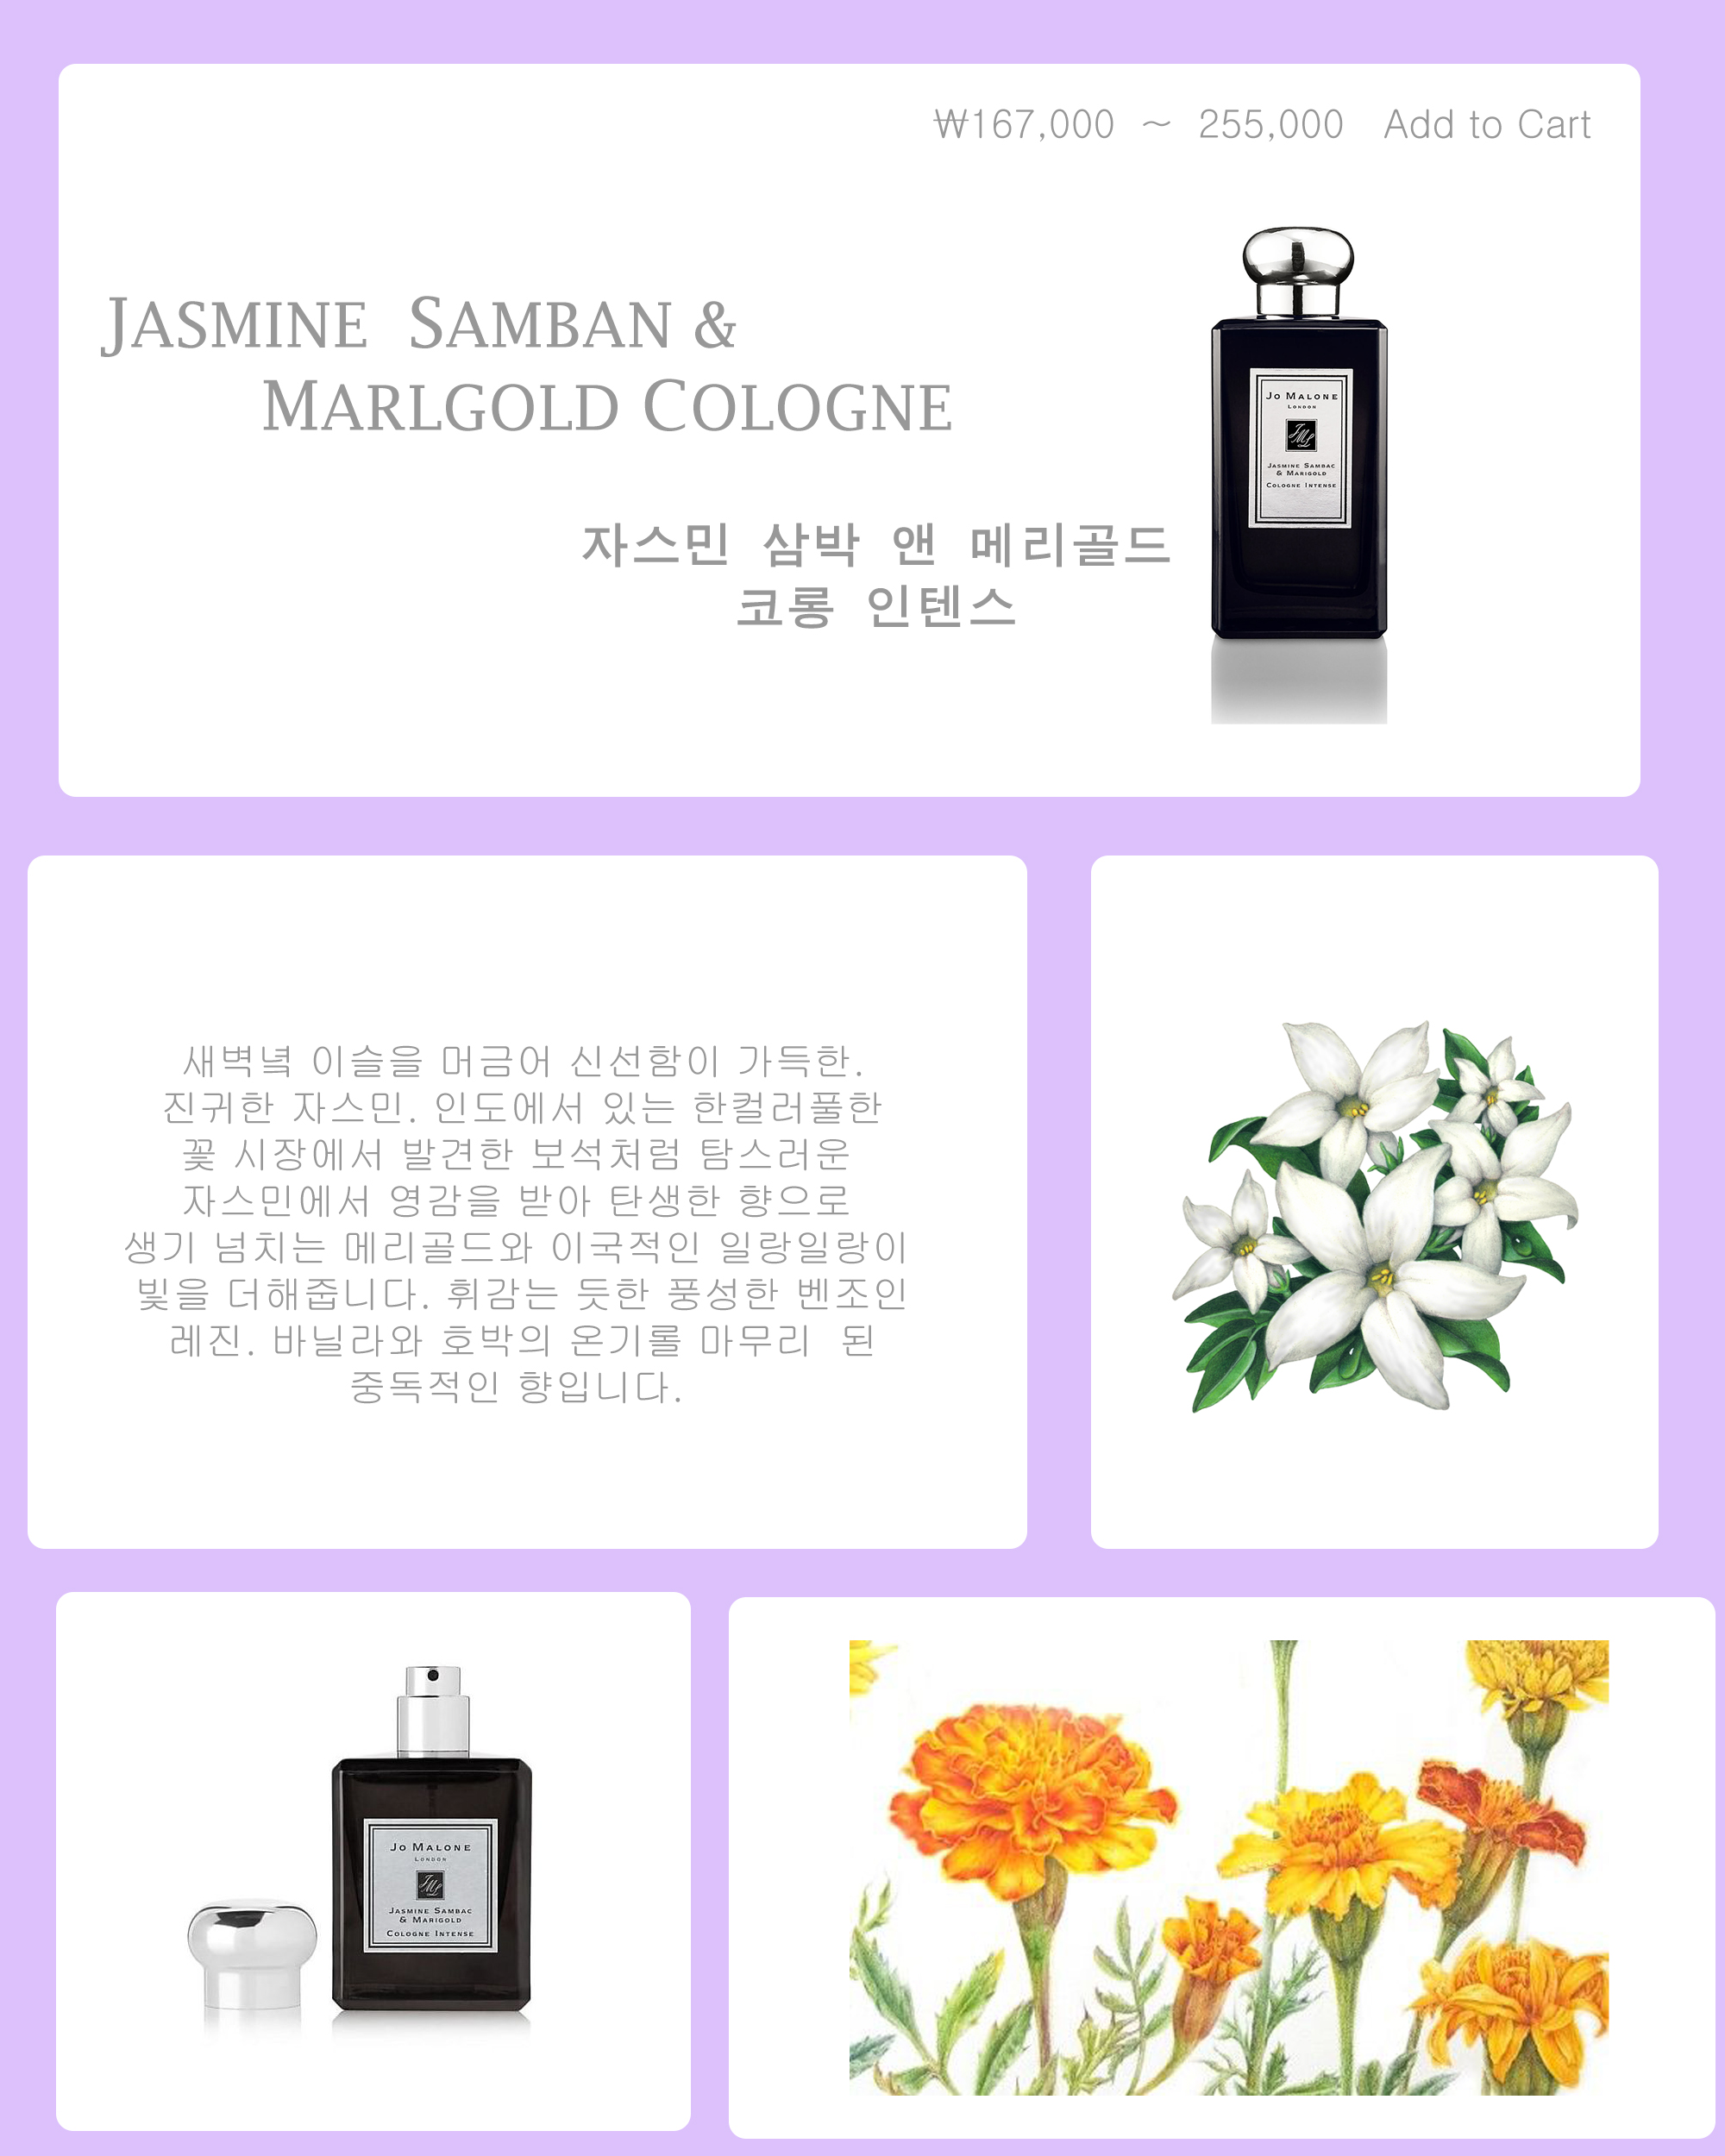 ₩167,000 ~ 255,000 Add to Cart
JASMINE SAMBAN &
MARLGOLD COLOGNE
자스민 삼박 앤 메리골드
코롱 인텐스
JO MALONE
LONDON
JML
JASMINE SAMBAC
& MARIGOLD
COLOGNE INTENSE
새벽녘 이슬을 머금어 신선함이 가득한.
진귀한 자스민. 인도에서 있는 한컬러풀한
꽃 시장에서 발견한 보석처럼 탐스러운
자스민에서 영감을 받아 탄생한 향으로
생기 넘치는 메리골드와 이국적인 일랑일랑이
빛을 더해줍니다. 휘감는 듯한 풍성한 벤조인
레진. 바닐라와 호박의 온기롤 마무리 된
중독적인 향입니다.
JO MALONE
LONDON
JML
JASMINE SAMBAC
& MARIGOLD
COLOGNE INTENSE